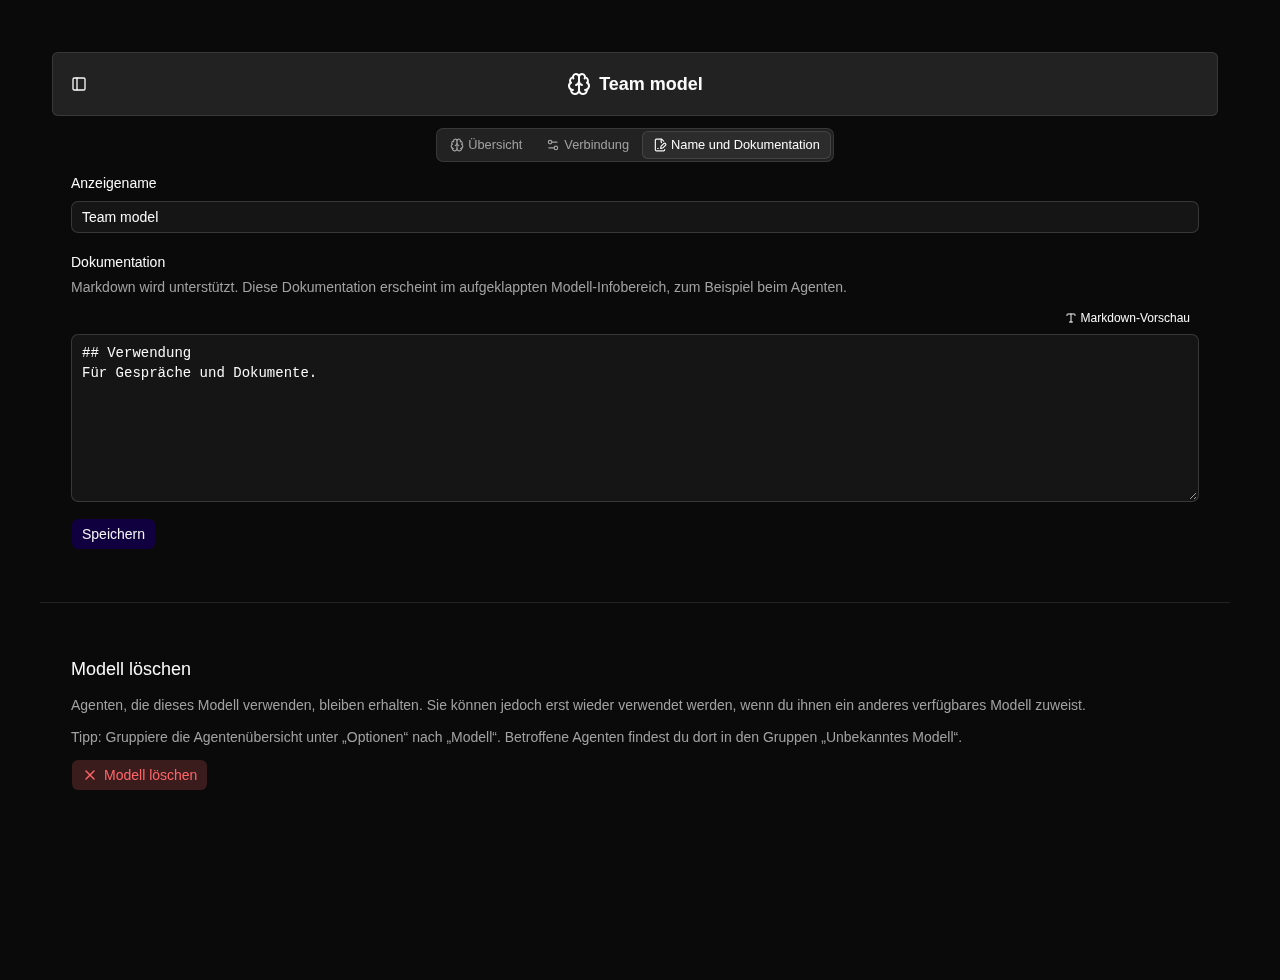 Team model
Übersicht
Verbindung
Name und Dokumentation
Anzeigename
Team model
Dokumentation
Markdown wird unterstützt. Diese Dokumentation erscheint im aufgeklappten Modell-Infobereich, zum Beispiel beim Agenten.
Markdown-Vorschau
## Verwendung
Für Gespräche und Dokumente.
Speichern
Modell löschen
Agenten, die dieses Modell verwenden, bleiben erhalten. Sie können jedoch erst wieder verwendet werden, wenn du ihnen ein anderes verfügbares Modell zuweist.
Tipp: Gruppiere die Agentenübersicht unter „Optionen“ nach „Modell“. Betroffene Agenten findest du dort in den Gruppen „Unbekanntes Modell“.
Modell löschen